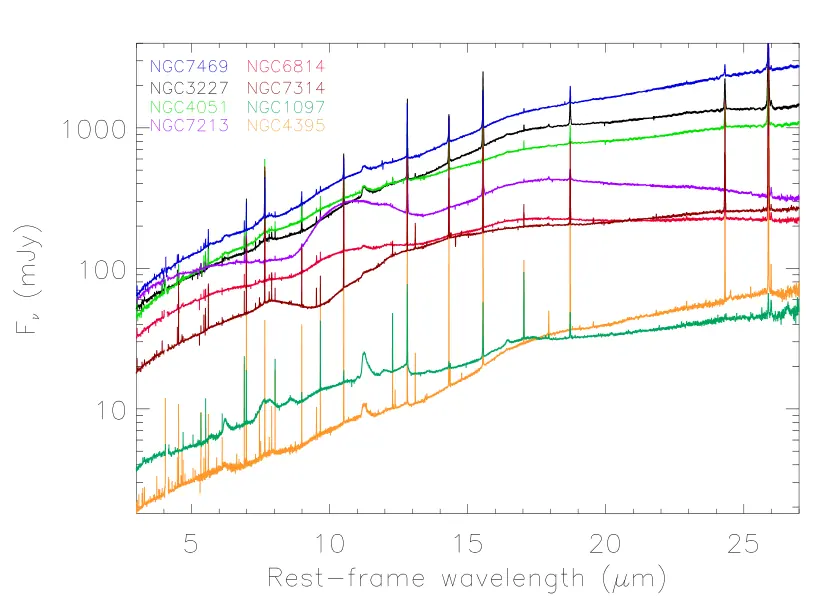 NGC7469 NGC6814
NGC3227 NGC7314
NGC4051 NGC1097
NGC7213 NGC4395
1000
100
10
Fν (mJy)
5 10 15 20 25
Rest-frame wavelength (μm)